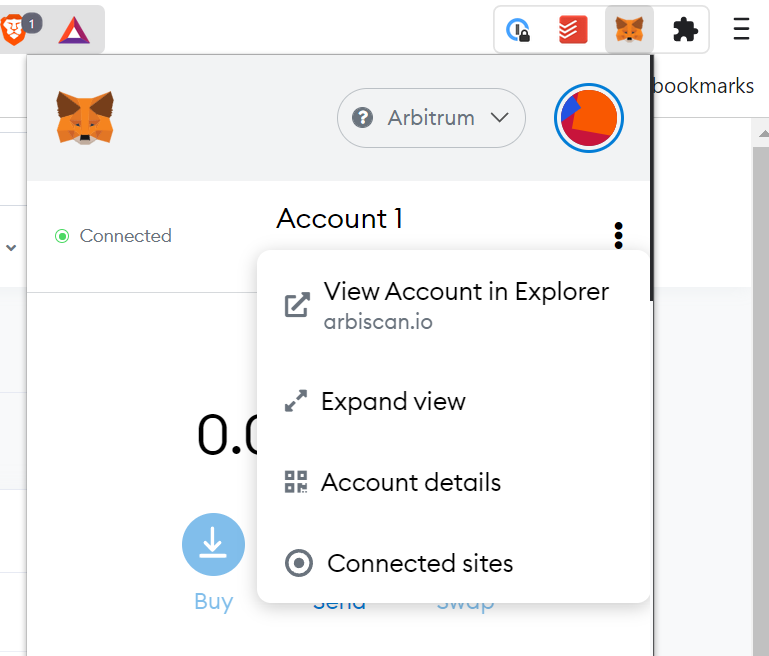 1
bookmarks
Arbitrum
Connected
Account 1
View Account in Explorer
arbiscan.io
Expand view
0.0
Account details
Connected sites
Buy
Send
Swap